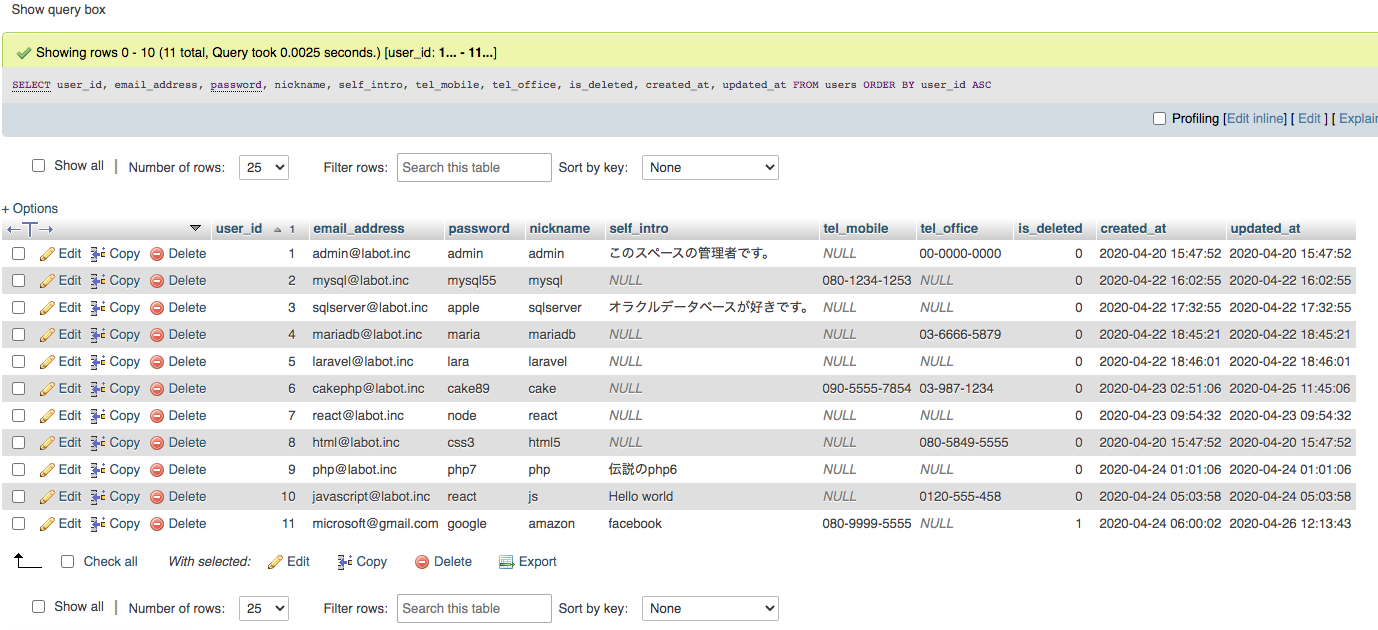 Show query box
Showing rows 0 - 10 (11 total, Query took 0.0025 seconds.) [user_id: 1... - 11...]
SELECT user_id, email_address, password, nickname, self_intro, tel_mobile, tel_office, is_deleted, created_at, updated_at FROM users ORDER BY user_id ASC
Profiling [Edit inline] [ Edit ] [ Explai
Show all | Number of rows: 25 Filter rows: Search this table Sort by key: None
+ Options
user_id 1 email_address password nickname self_intro tel_mobile tel_office is_deleted created_at updated_at
Edit Copy Delete 1 admin@labot.inc admin admin このスペースの管理者です。 NULL 00-0000-0000 0 2020-04-20 15:47:52 2020-04-20 15:47:52
Edit Copy Delete 2 mysql@labot.inc mysql55 mysql NULL 080-1234-1253 NULL 0 2020-04-22 16:02:55 2020-04-22 16:02:55
Edit Copy Delete 3 sqlserver@labot.inc apple sqlserver オラクルデータベースが好きです。 NULL NULL 0 2020-04-22 17:32:55 2020-04-22 17:32:55
Edit Copy Delete 4 mariadb@labot.inc maria mariadb NULL NULL 03-6666-5879 0 2020-04-22 18:45:21 2020-04-22 18:45:21
Edit Copy Delete 5 laravel@labot.inc lara laravel NULL NULL NULL 0 2020-04-22 18:46:01 2020-04-22 18:46:01
Edit Copy Delete 6 cakephp@labot.inc cake89 cake NULL 090-5555-7854 03-987-1234 0 2020-04-23 02:51:06 2020-04-25 11:45:06
Edit Copy Delete 7 react@labot.inc node react NULL NULL NULL 0 2020-04-23 09:54:32 2020-04-23 09:54:32
Edit Copy Delete 8 html@labot.inc css3 html5 NULL NULL 080-5849-5555 0 2020-04-20 15:47:52 2020-04-20 15:47:52
Edit Copy Delete 9 php@labot.inc php7 php 伝説のphp6 NULL NULL 0 2020-04-24 01:01:06 2020-04-24 01:01:06
Edit Copy Delete 10 javascript@labot.inc react js Hello world NULL 0120-555-458 0 2020-04-24 05:03:58 2020-04-24 05:03:58
Edit Copy Delete 11 microsoft@gmail.com google amazon facebook 080-9999-5555 NULL 1 2020-04-24 06:00:02 2020-04-26 12:13:43
Check all With selected: Edit Copy Delete Export
Show all | Number of rows: 25 Filter rows: Search this table Sort by key: None